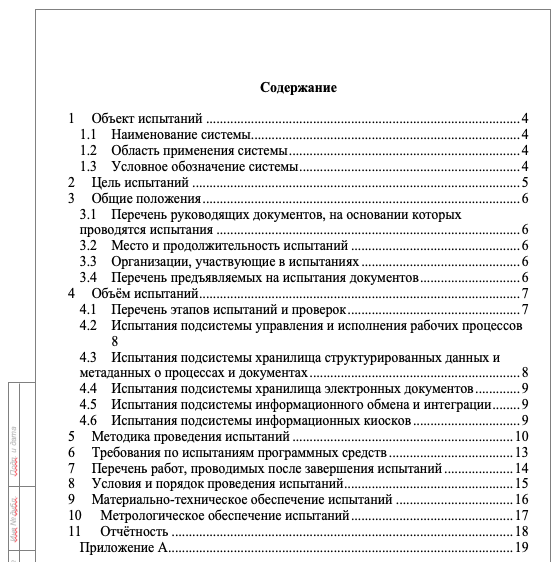 Содержание
1 Объект испытаний ........ 4
1.1 Наименование системы........ 4
1.2 Область применения системы ........ 4
1.3 Условное обозначение системы........ 4
2 Цель испытаний ........ 5
3 Общие положения........ 6
3.1 Перечень руководящих документов, на основании которых
проводятся испытания ........ 6
3.2 Место и продолжительность испытаний ........ 6
3.3 Организации, участвующие в испытаниях ........ 6
3.4 Перечень предъявляемых на испытания документов ........ 6
4 Объём испытаний........ 7
4.1 Перечень этапов испытаний и проверок........ 7
4.2 Испытания подсистемы управления и исполнения рабочих процессов
8
4.3 Испытания подсистемы хранилища структурированных данных и
метаданных о процессах и документах ........ 8
4.4 Испытания подсистемы хранилища электронных документов ........ 9
4.5 Испытания подсистемы информационного обмена и интеграции........ 9
4.6 Испытания подсистемы информационных киосков ........ 9
5 Методика проведения испытаний ........ 10
6 Требования по испытаниям программных средств ........ 13
7 Перечень работ, проводимых после завершения испытаний ........ 14
8 Условия и порядок проведения испытаний........ 15
9 Материально-техническое обеспечение испытаний ........ 16
10 Метрологическое обеспечение испытаний........ 17
11 Отчётность ........ 18
Приложение А........ 19
Подп. и дата
Инв № дубл.